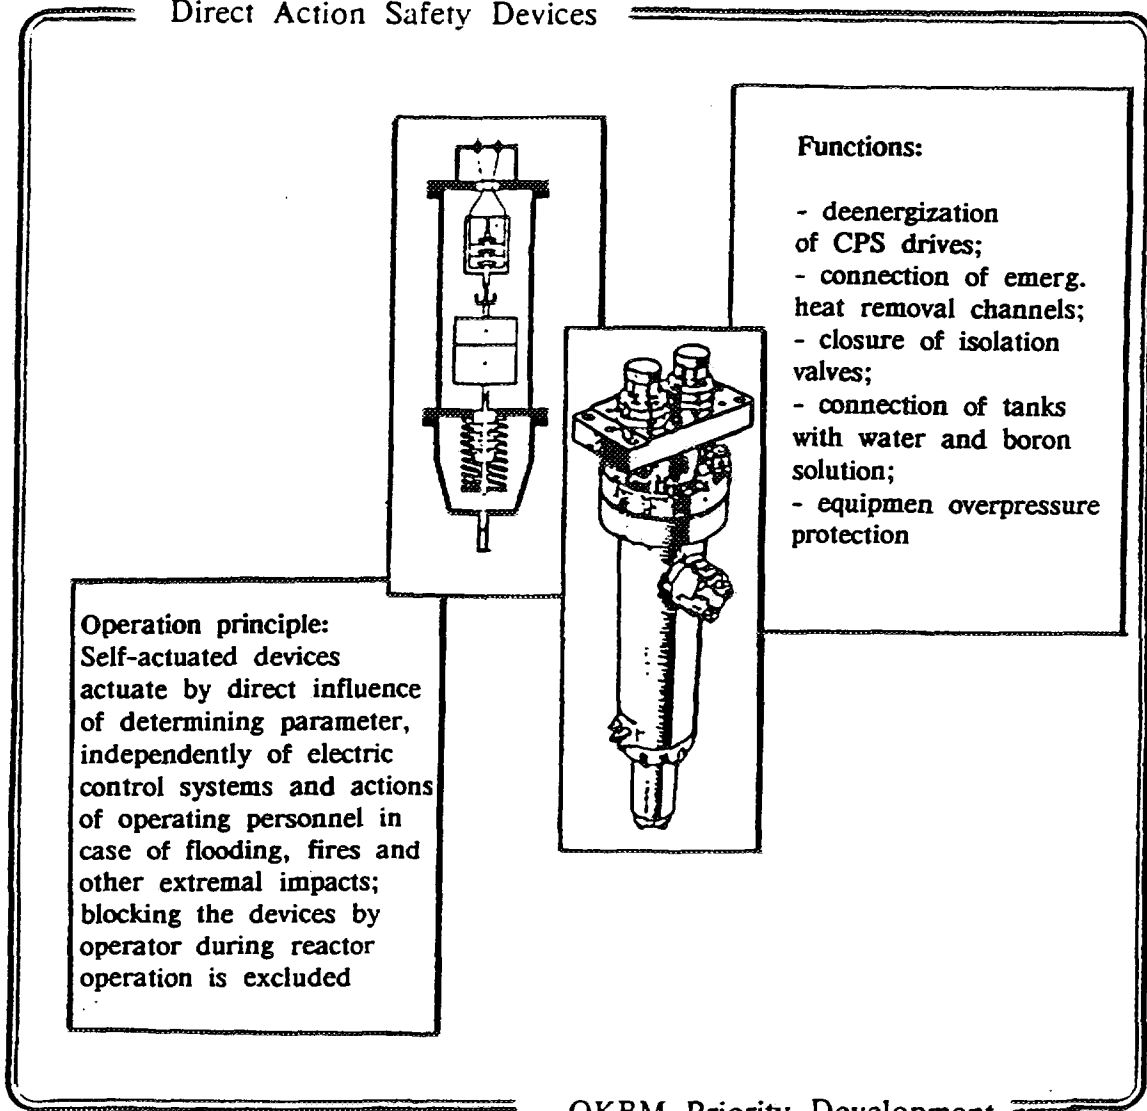 Direct Action Safety Devices
Functions:
- deenergization
of CPS drives;
- connection of emerg.
heat removal channels;
- closure of isolation
valves;
- connection of tanks
with water and boron
solution;
- equipmen overpressure
protection
Operation principle:
Self-actuated devices
actuate by direct influence
of determining parameter,
independently of electric
control systems and actions
of operating personnel in
case of flooding, fires and
other extremal impacts;
blocking the devices by
operator during reactor
operation is excluded
OKBM Priority Development